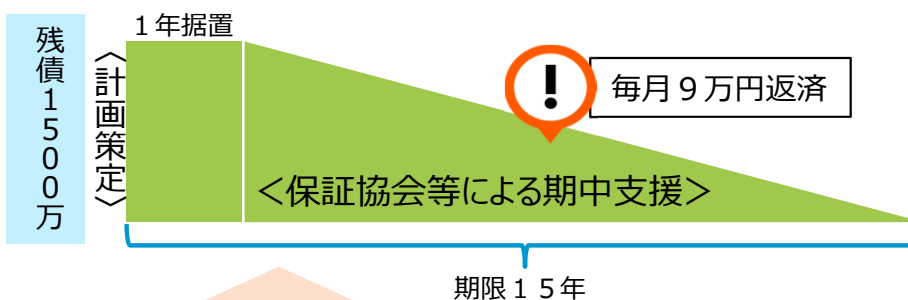 残債１５００万
〈計画策定〉
１年据置
！
毎月９万円返済
＜保証協会等による期中支援＞
期限１５年